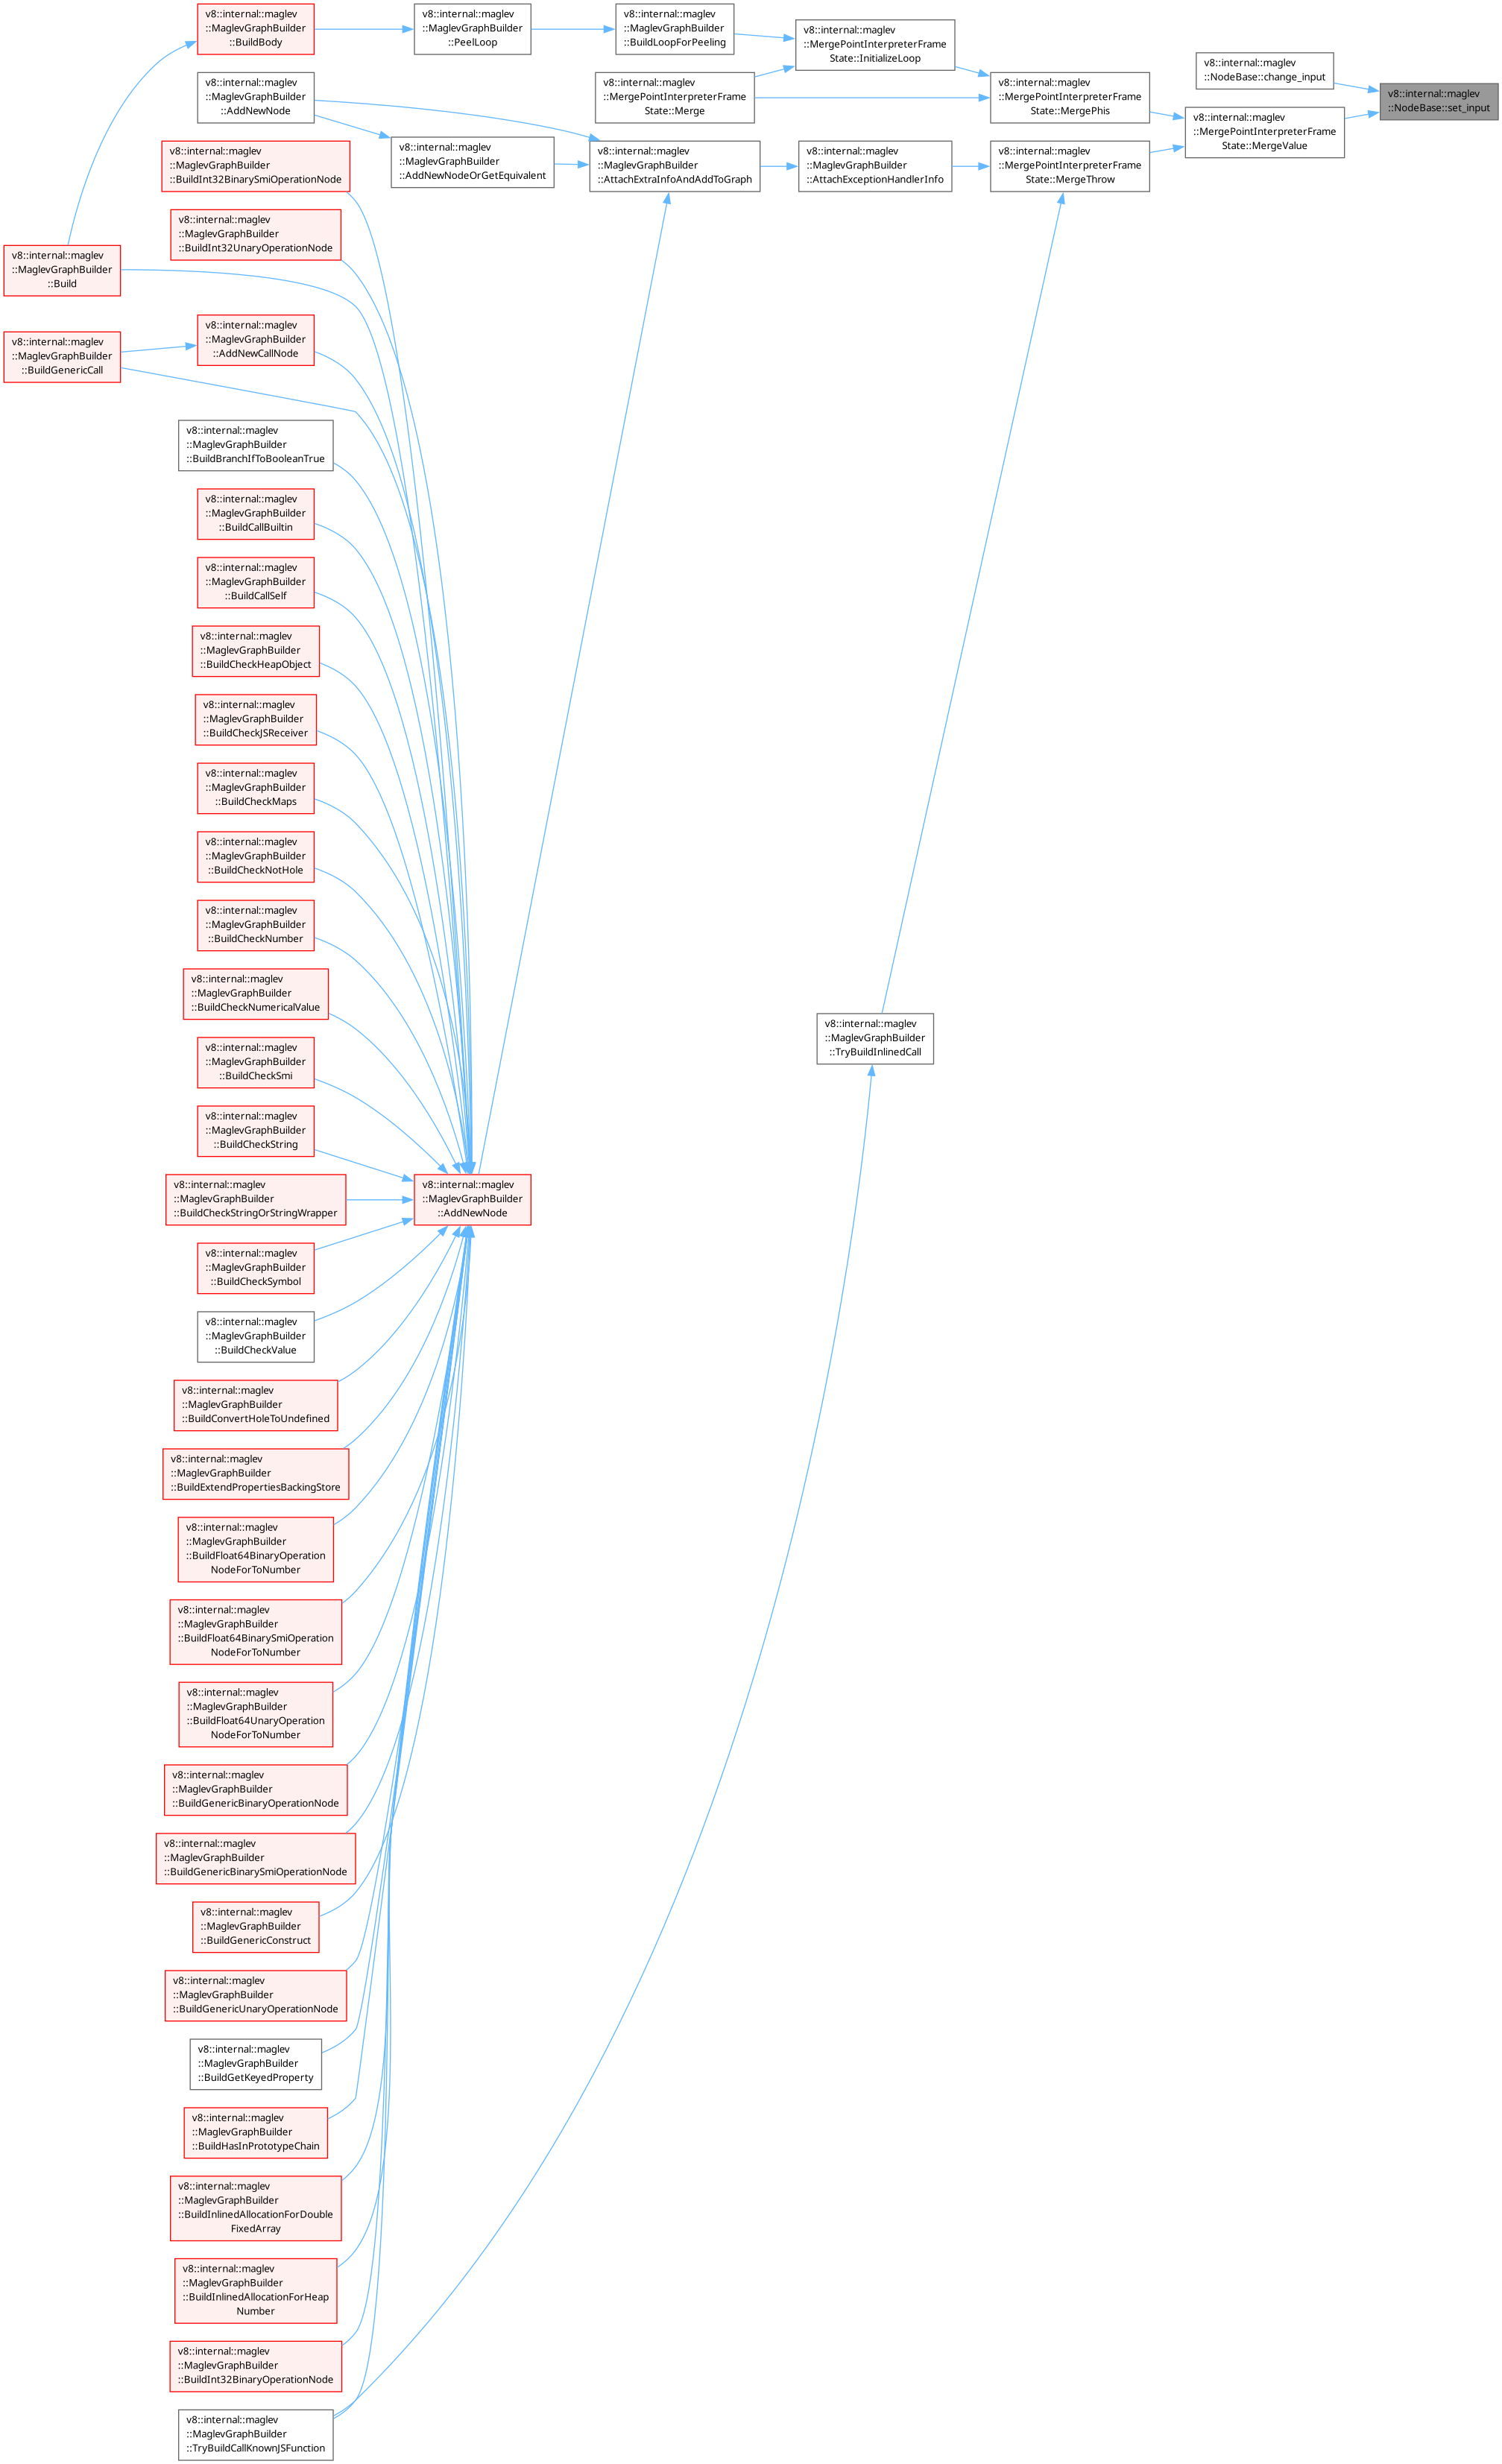 v8::internal::maglev
::MaglevGraphBuilder
::BuildBody
v8::internal::maglev
::MaglevGraphBuilder
::PeelLoop
v8::internal::maglev
::MaglevGraphBuilder
::BuildLoopForPeeling
v8::internal::maglev
::MergePointInterpreterFrame
State::InitializeLoop
v8::internal::maglev
::NodeBase::change_input
v8::internal::maglev
::NodeBase::set_input
v8::internal::maglev
::MaglevGraphBuilder
::AddNewNode
v8::internal::maglev
::MergePointInterpreterFrame
State::Merge
v8::internal::maglev
::MergePointInterpreterFrame
State::MergePhis
v8::internal::maglev
::MergePointInterpreterFrame
State::MergeValue
v8::internal::maglev
::MaglevGraphBuilder
::BuildInt32BinarySmiOperationNode
v8::internal::maglev
::MaglevGraphBuilder
::AddNewNodeOrGetEquivalent
v8::internal::maglev
::MaglevGraphBuilder
::AttachExtraInfoAndAddToGraph
v8::internal::maglev
::MaglevGraphBuilder
::AttachExceptionHandlerInfo
v8::internal::maglev
::MergePointInterpreterFrame
State::MergeThrow
v8::internal::maglev
::MaglevGraphBuilder
::BuildInt32UnaryOperationNode
v8::internal::maglev
::MaglevGraphBuilder
::Build
v8::internal::maglev
::MaglevGraphBuilder
::AddNewCallNode
v8::internal::maglev
::MaglevGraphBuilder
::BuildGenericCall
v8::internal::maglev
::MaglevGraphBuilder
::BuildBranchIfToBooleanTrue
v8::internal::maglev
::MaglevGraphBuilder
::BuildCallBuiltin
v8::internal::maglev
::MaglevGraphBuilder
::BuildCallSelf
v8::internal::maglev
::MaglevGraphBuilder
::BuildCheckHeapObject
v8::internal::maglev
::MaglevGraphBuilder
::BuildCheckJSReceiver
v8::internal::maglev
::MaglevGraphBuilder
::BuildCheckMaps
v8::internal::maglev
::MaglevGraphBuilder
::BuildCheckNotHole
v8::internal::maglev
::MaglevGraphBuilder
::BuildCheckNumber
v8::internal::maglev
::MaglevGraphBuilder
::BuildCheckNumericalValue
v8::internal::maglev
::MaglevGraphBuilder
::TryBuildInlinedCall
v8::internal::maglev
::MaglevGraphBuilder
::BuildCheckSmi
v8::internal::maglev
::MaglevGraphBuilder
::BuildCheckString
v8::internal::maglev
::MaglevGraphBuilder
::BuildCheckStringOrStringWrapper
v8::internal::maglev
::MaglevGraphBuilder
::AddNewNode
v8::internal::maglev
::MaglevGraphBuilder
::BuildCheckSymbol
v8::internal::maglev
::MaglevGraphBuilder
::BuildCheckValue
v8::internal::maglev
::MaglevGraphBuilder
::BuildConvertHoleToUndefined
v8::internal::maglev
::MaglevGraphBuilder
::BuildExtendPropertiesBackingStore
v8::internal::maglev
::MaglevGraphBuilder
::BuildFloat64BinaryOperation
NodeForToNumber
v8::internal::maglev
::MaglevGraphBuilder
::BuildFloat64BinarySmiOperation
NodeForToNumber
v8::internal::maglev
::MaglevGraphBuilder
::BuildFloat64UnaryOperation
NodeForToNumber
v8::internal::maglev
::MaglevGraphBuilder
::BuildGenericBinaryOperationNode
v8::internal::maglev
::MaglevGraphBuilder
::BuildGenericBinarySmiOperationNode
v8::internal::maglev
::MaglevGraphBuilder
::BuildGenericConstruct
v8::internal::maglev
::MaglevGraphBuilder
::BuildGenericUnaryOperationNode
v8::internal::maglev
::MaglevGraphBuilder
::BuildGetKeyedProperty
v8::internal::maglev
::MaglevGraphBuilder
::BuildHasInPrototypeChain
v8::internal::maglev
::MaglevGraphBuilder
::BuildInlinedAllocationForDouble
FixedArray
v8::internal::maglev
::MaglevGraphBuilder
::BuildInlinedAllocationForHeap
Number
v8::internal::maglev
::MaglevGraphBuilder
::BuildInt32BinaryOperationNode
v8::internal::maglev
::MaglevGraphBuilder
::TryBuildCallKnownJSFunction